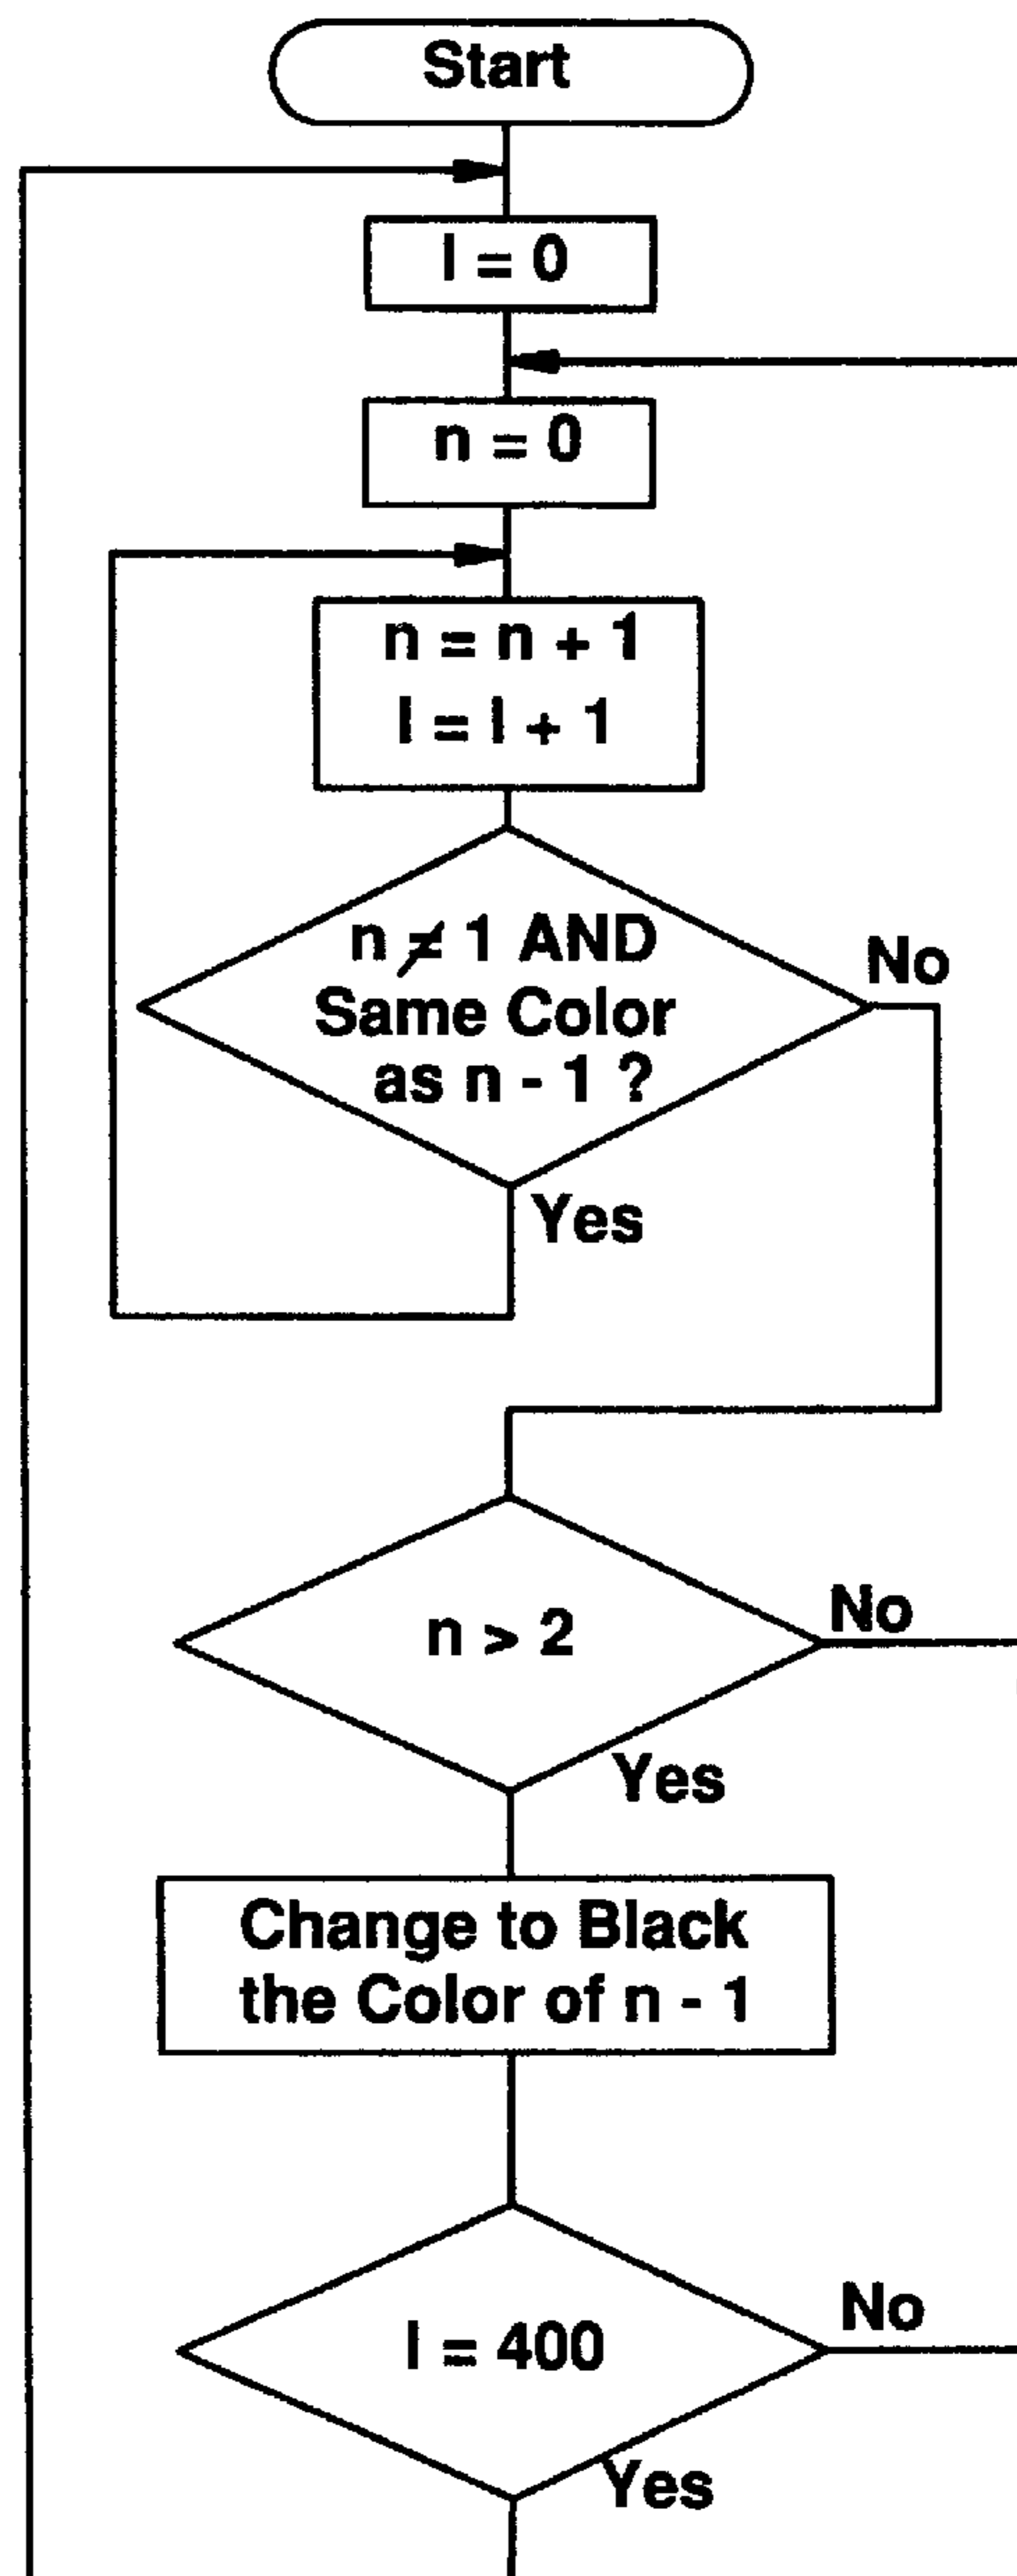 Start
I = 0
n = 0
n = n + 1
I = I + 1
n ≠ 1 AND
Same Color
as n - 1 ?
No
Yes
n > 2
No
Yes
Change to Black
the Color of n - 1
I = 400
No
Yes